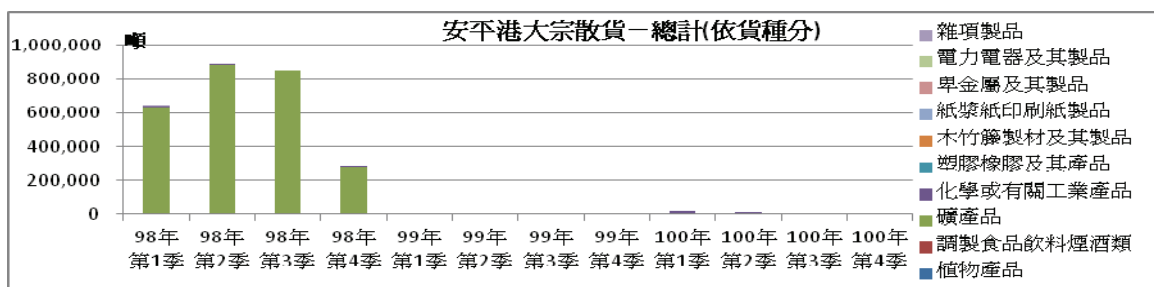 安平港大宗散貨－總計(依貨種分)
噸
1,000,000
800,000
600,000
400,000
200,000
0
98年 98年 98年 98年 99年 99年 99年 99年 100年 100年 100年 100年
第1季 第2季 第3季 第4季 第1季 第2季 第3季 第4季 第1季 第2季 第3季 第4季
雜項製品
電力電器及其製品
卑金屬及其製品
紙漿紙印刷紙製品
木竹籐製材及其製品
塑膠橡膠及其產品
化學或有關工業產品
礦產品
調製食品飲料煙酒類
植物產品